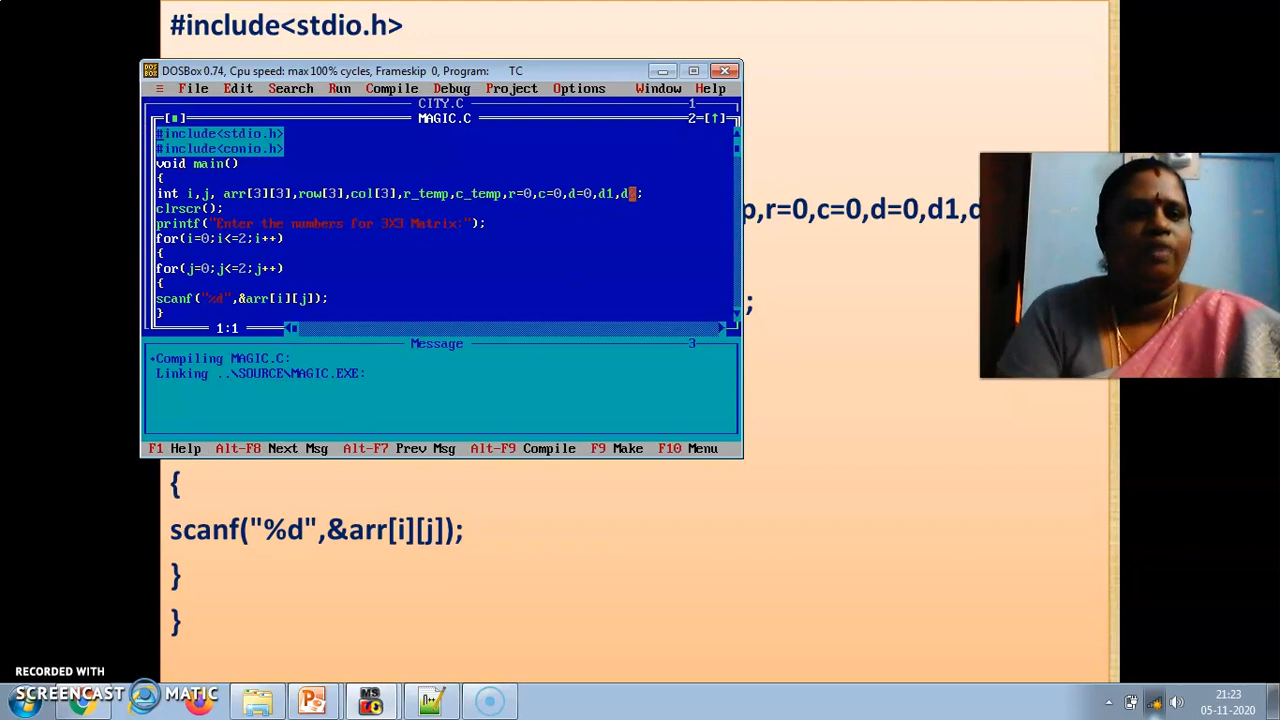 #include<stdio.h>
DOSBox 0.74, Cpu speed: max 100% cycles, Frameskip 0, Program: TC
≡ File Edit Search Run Compile Debug Project Options Window Help
CITY.C 1
[■] MAGIC.C 2=[↑]
#include<stdio.h>
#include<conio.h>
void main()
{
int i,j, arr[3][3],row[3],col[3],r_temp,c_temp,r=0,c=0,d=0,d1,d
p,r=0,c=0,d=0,d1,d
clrscr();
printf("Enter the numbers for 3X3 Matrix:");
for(i=0;i<=2;i++)
{
for(j=0;j<=2;j++)
{
scanf("%d",&arr[i][j]);
;
}
1:1
Message 3
•Compiling MAGIC.C:
Linking ..\SOURCE\MAGIC.EXE:
F1 Help Alt-F8 Next Msg Alt-F7 Prev Msg Alt-F9 Compile F9 Make F10 Menu
{
scanf("%d",&arr[i][j]);
}
}
RECORDED WITH
SCREENCAST MATIC
21:23
05-11-2020